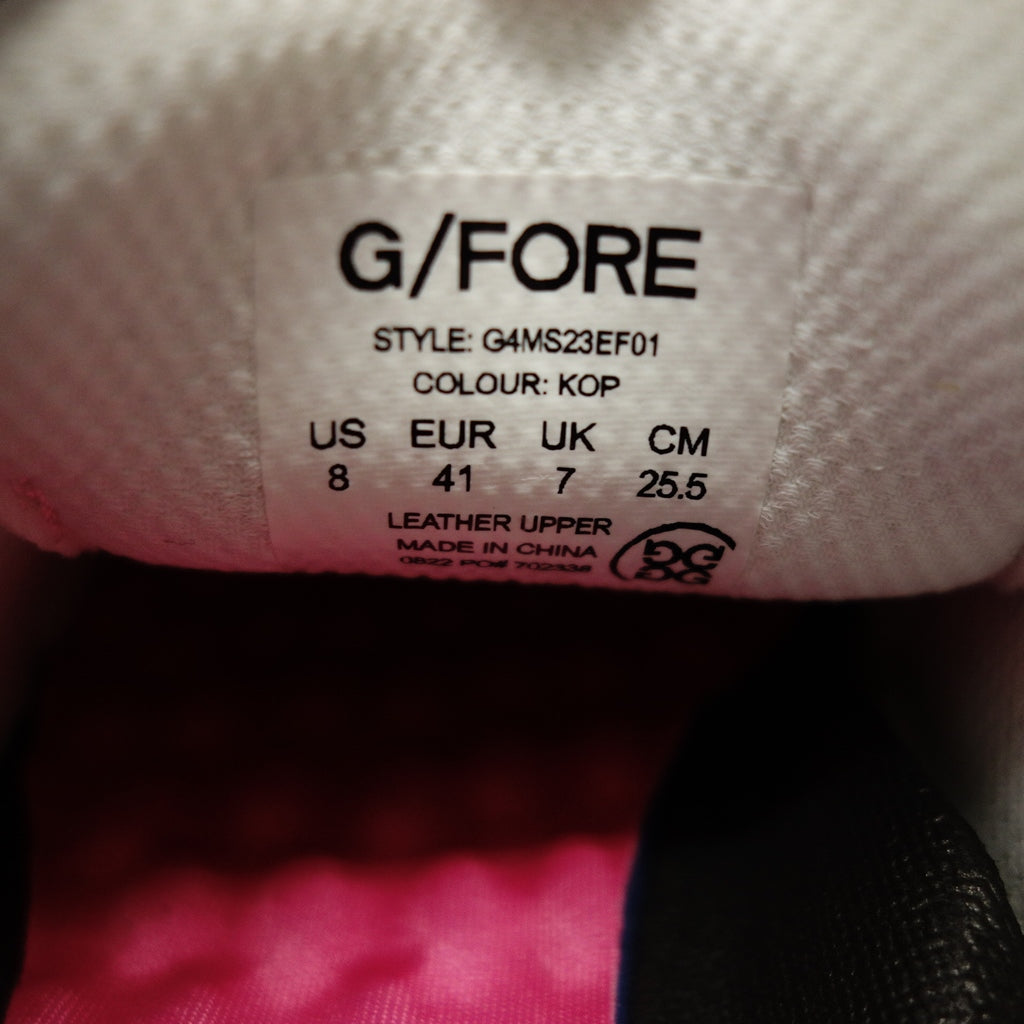 G/FORE
STYLE: G4MS23EF01
COLOUR: KOP
US EUR UK CM
8 41 7 25.5
LEATHER UPPER
MADE IN CHINA
0822 PO# 702338